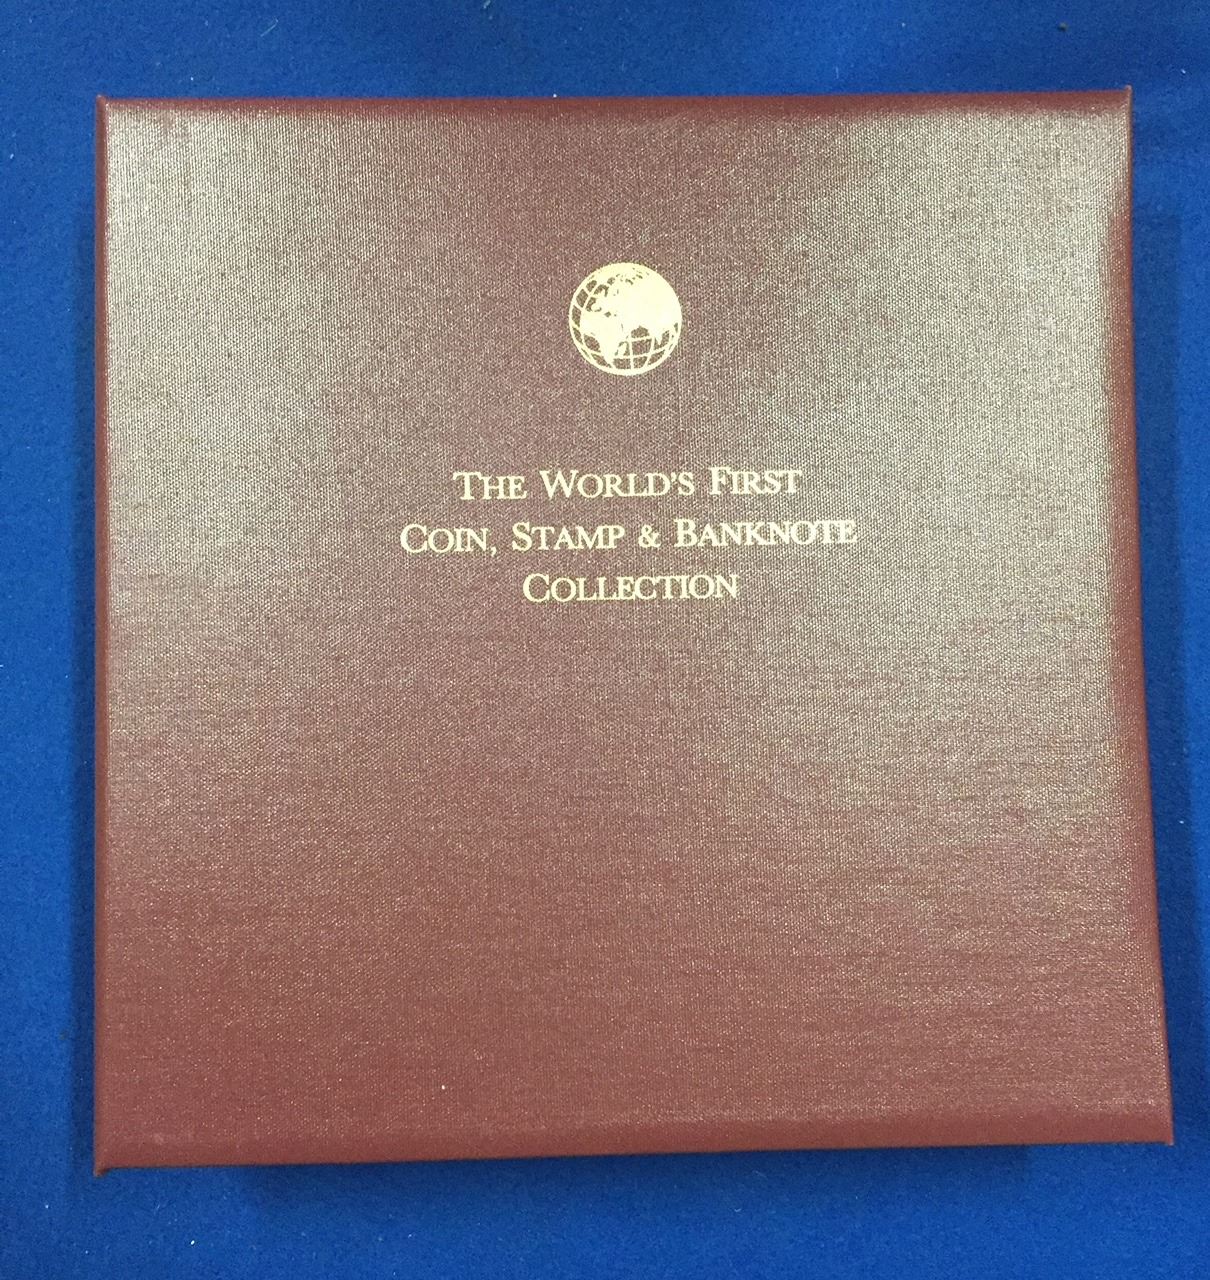 THE WORLD'S FIRST
COIN, STAMP & BANKNOTE
COLLECTION